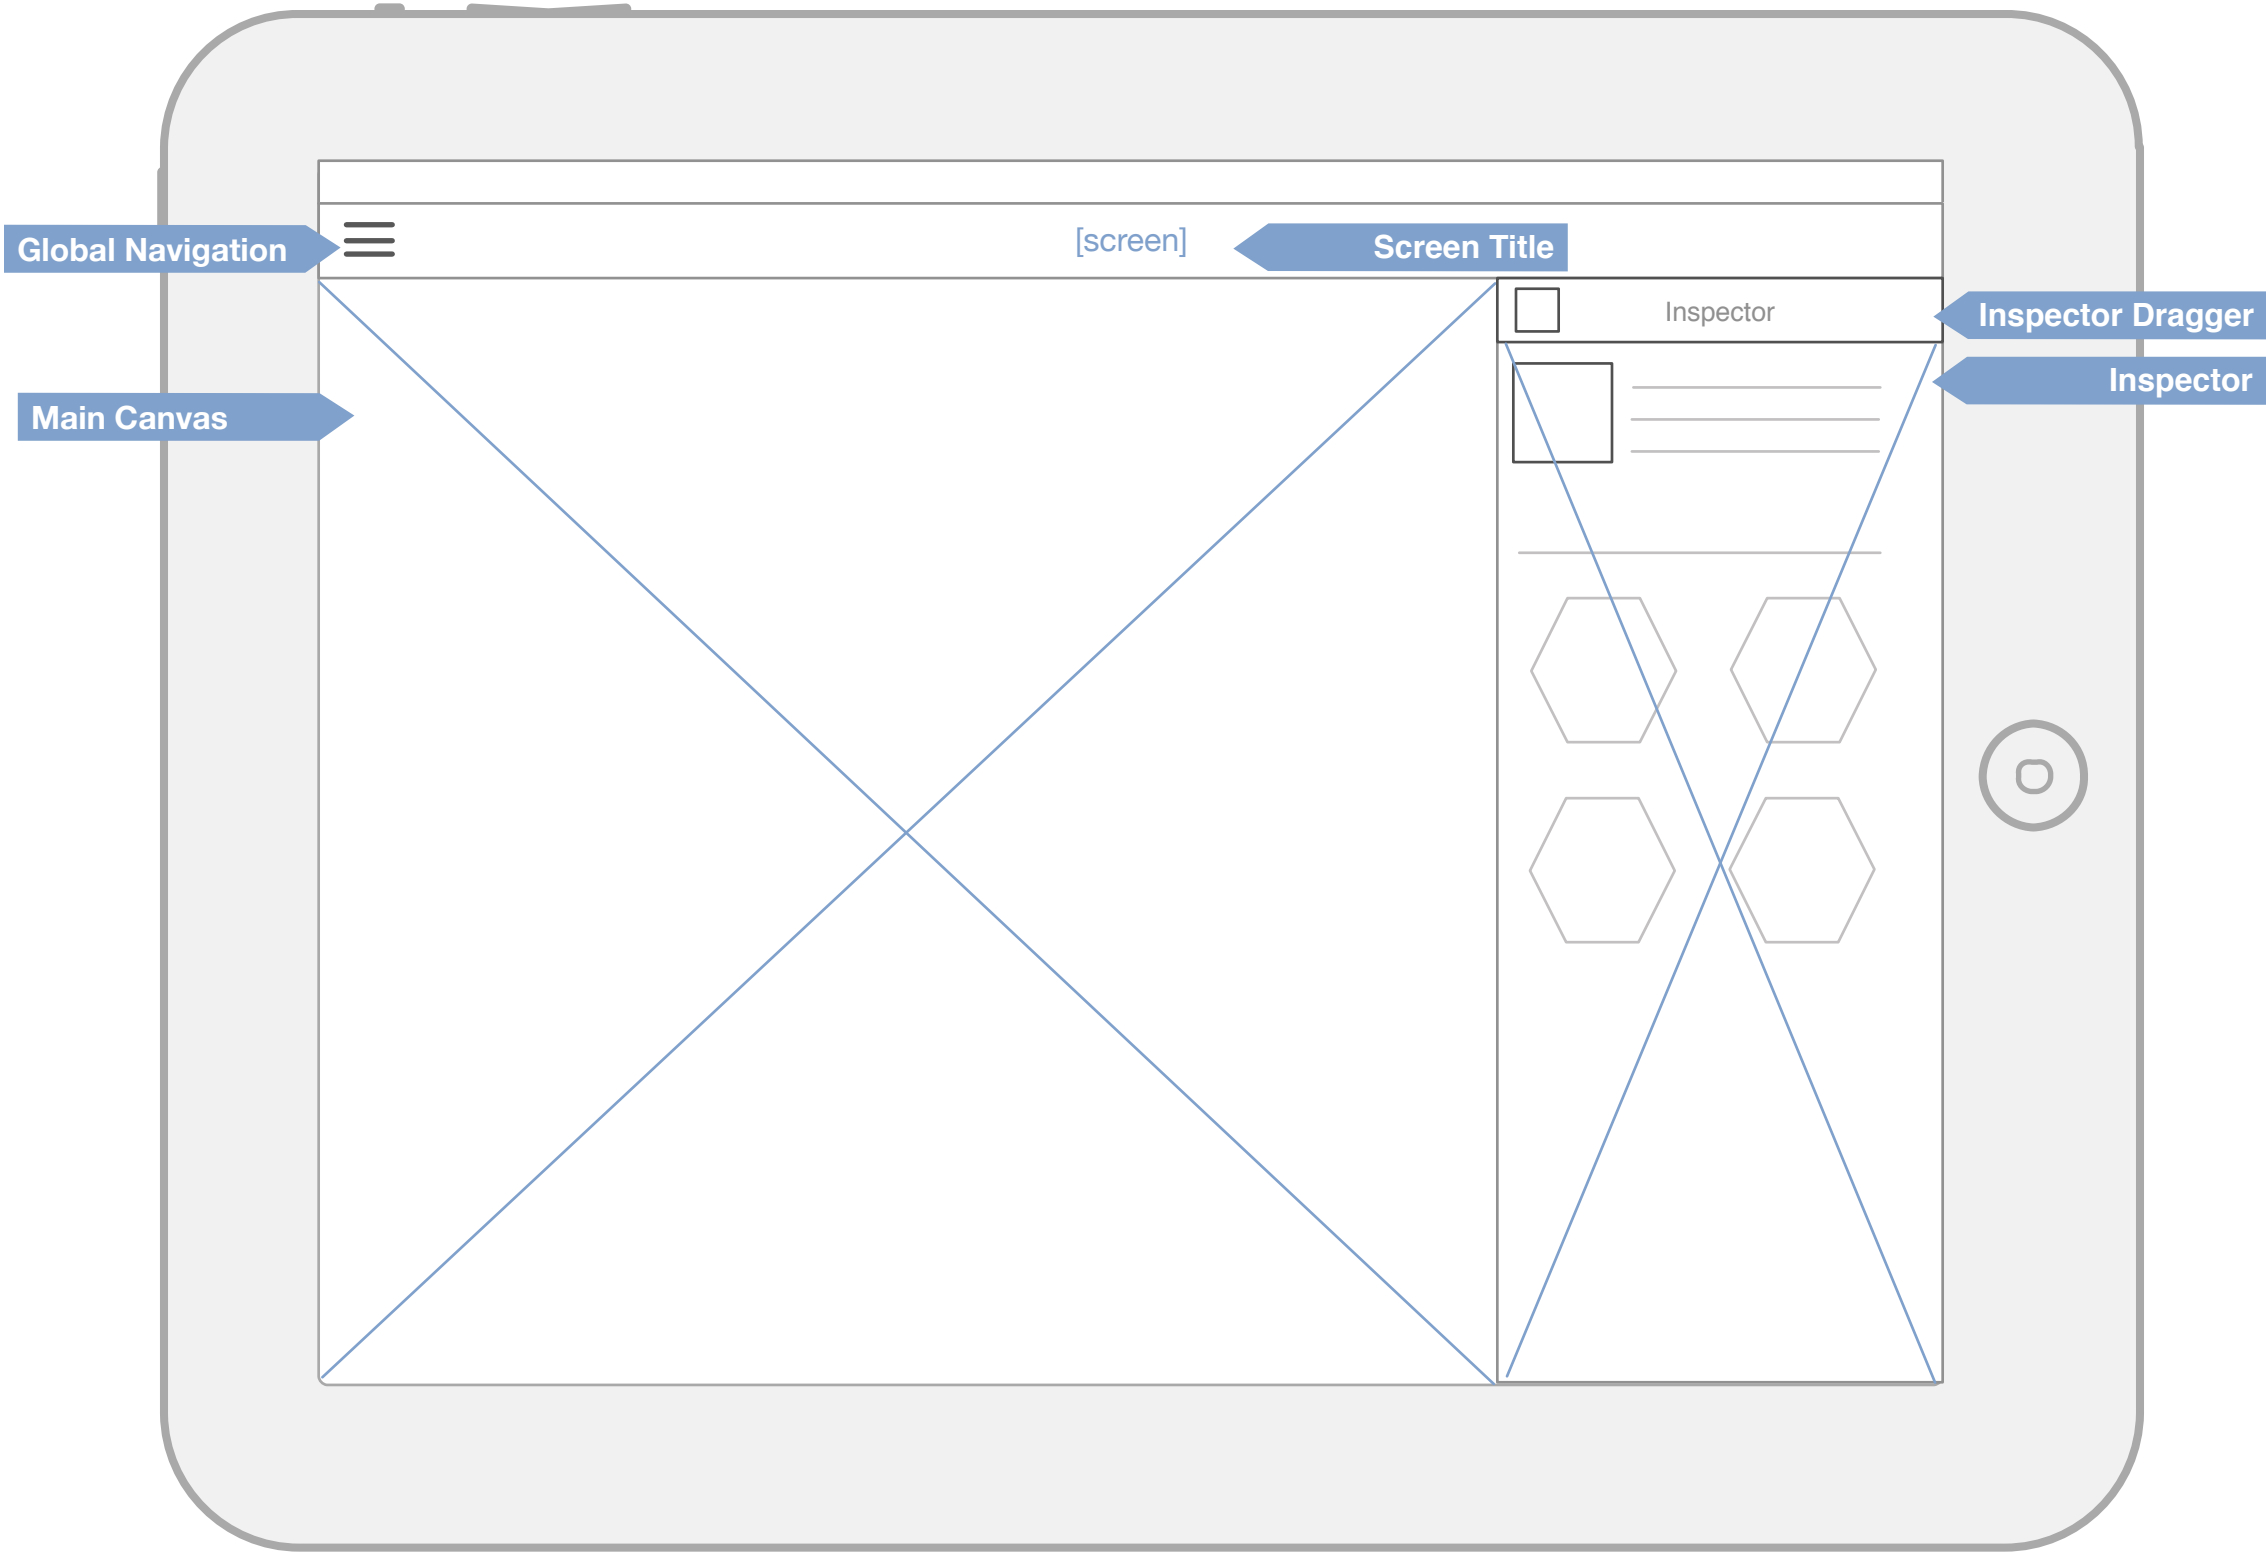 Global Navigation
[screen]
Screen Title
Inspector
Inspector Dragger
Inspector
Main Canvas